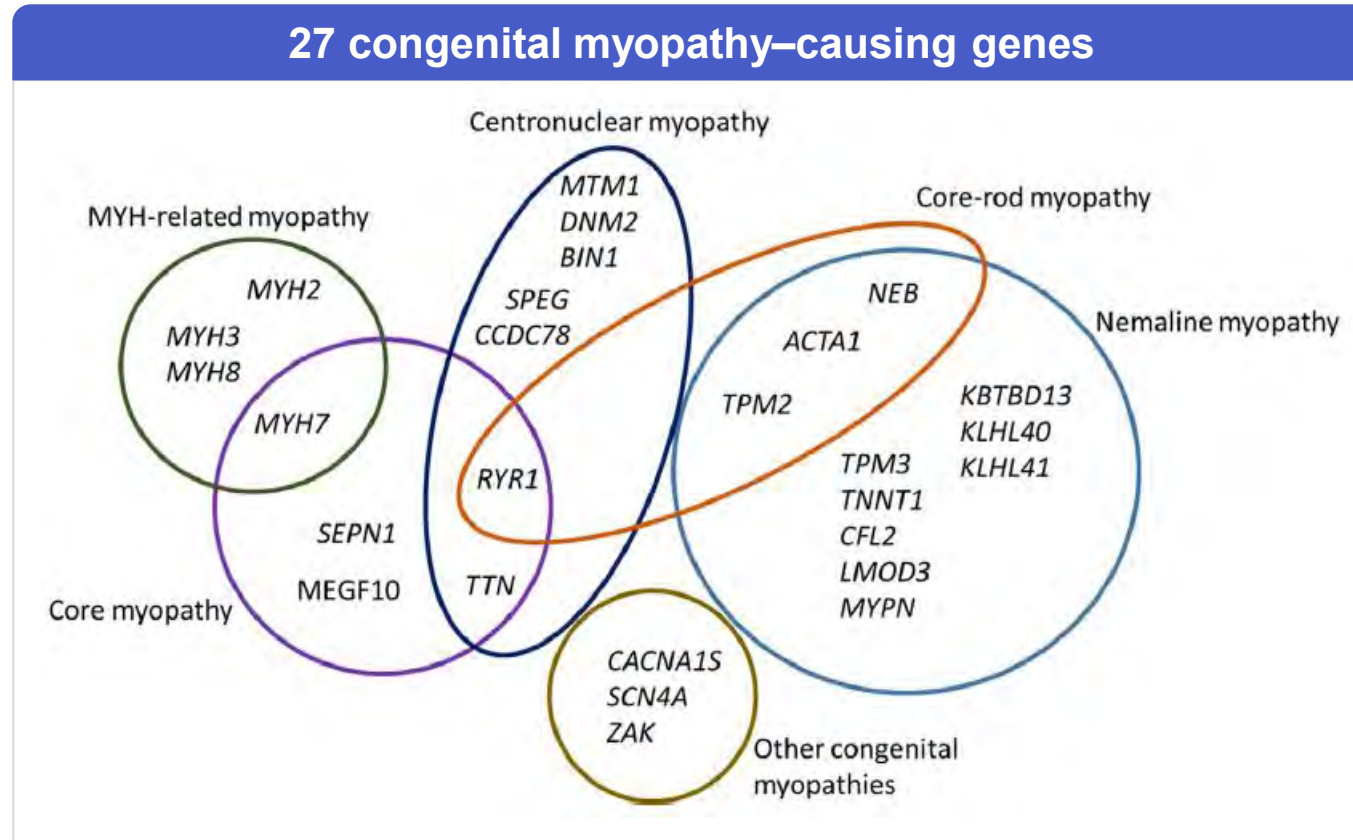 27 congenital myopathy–causing genes
Centronuclear myopathy
MTM1
DNM2
BIN1
SPEG
CCDC78
Core-rod myopathy
MYH-related myopathy
MYH2
MYH3
MYH8
MYH7
NEB
ACTA1
TPM2
Nemaline myopathy
KBTBD13
KLHL40
KLHL41
TPM3
TNNT1
CFL2
LMOD3
MYPN
RYR1
SEPN1
MEGF10
TTN
Core myopathy
CACNA1S
SCN4A
ZAK
Other congenital
myopathies